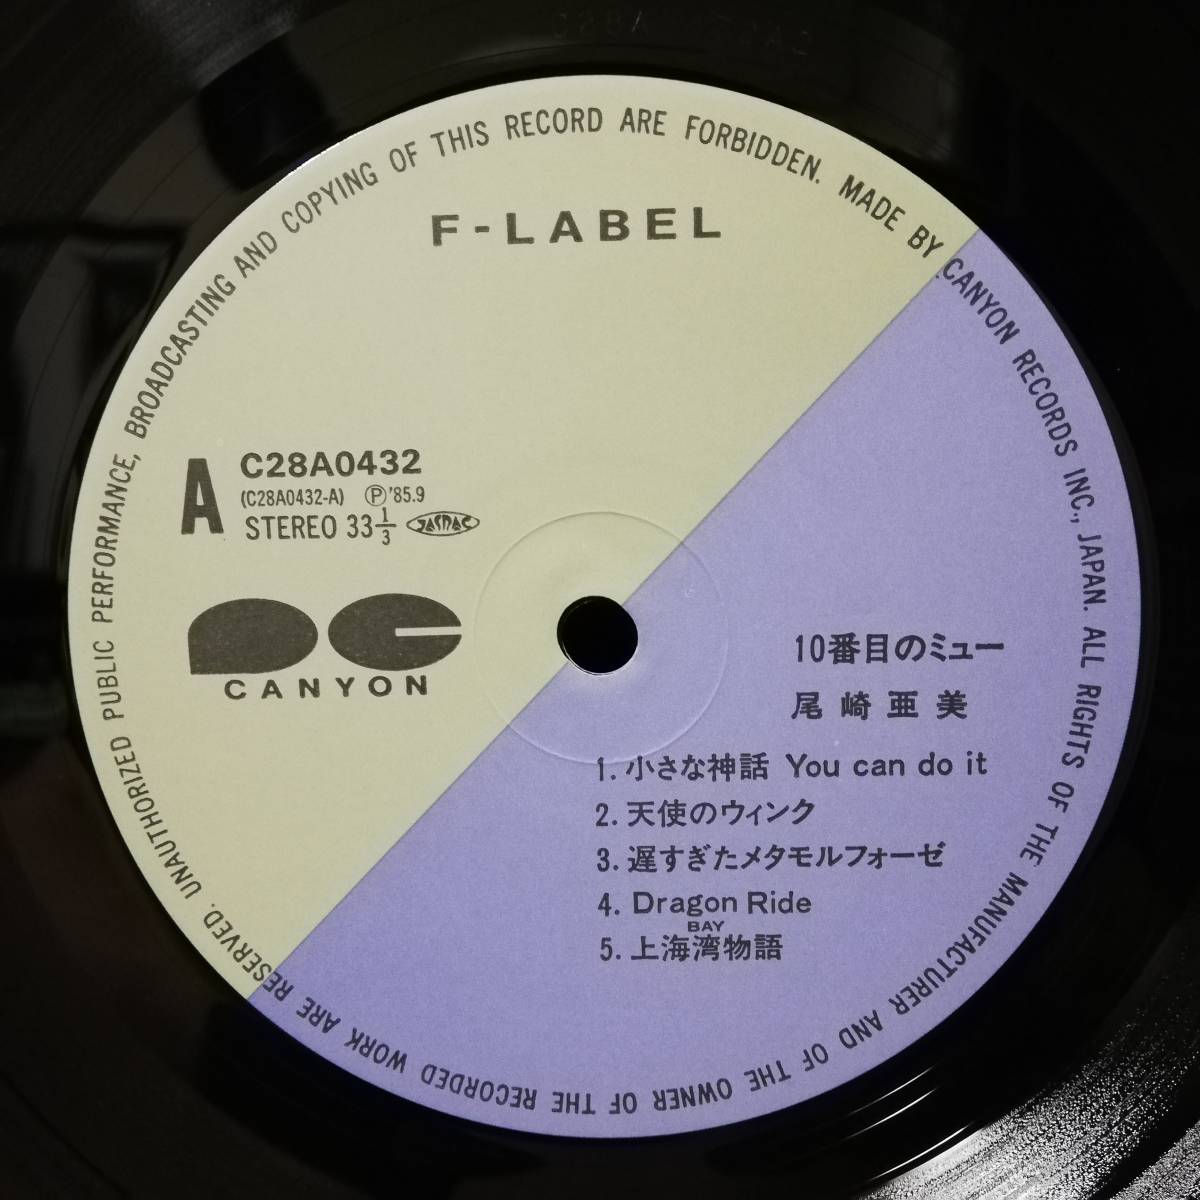 UNAUTHORIZED PUBLIC PERFORMANCE, BROADCASTING AND COPYING OF THIS RECORD ARE FORBIDDEN. MADE BY CANYON RECORDS INC., JAPAN. ALL RIGHTS OF THE MANUFACTURER AND OF THE OWNER OF THE RECORDED WORK ARE RESERVED.
F-LABEL
A
C28A0432
(C28A0432-A) Ⓟ'85.9
STEREO 33 1/3 JASRAC
CANYON
10番目のミュー
尾崎亜美
1. 小さな神話 You can do it
2. 天使のウィンク
3. 遅すぎたメタモルフォーゼ
4. Dragon Ride
BAY
5. 上海湾物語